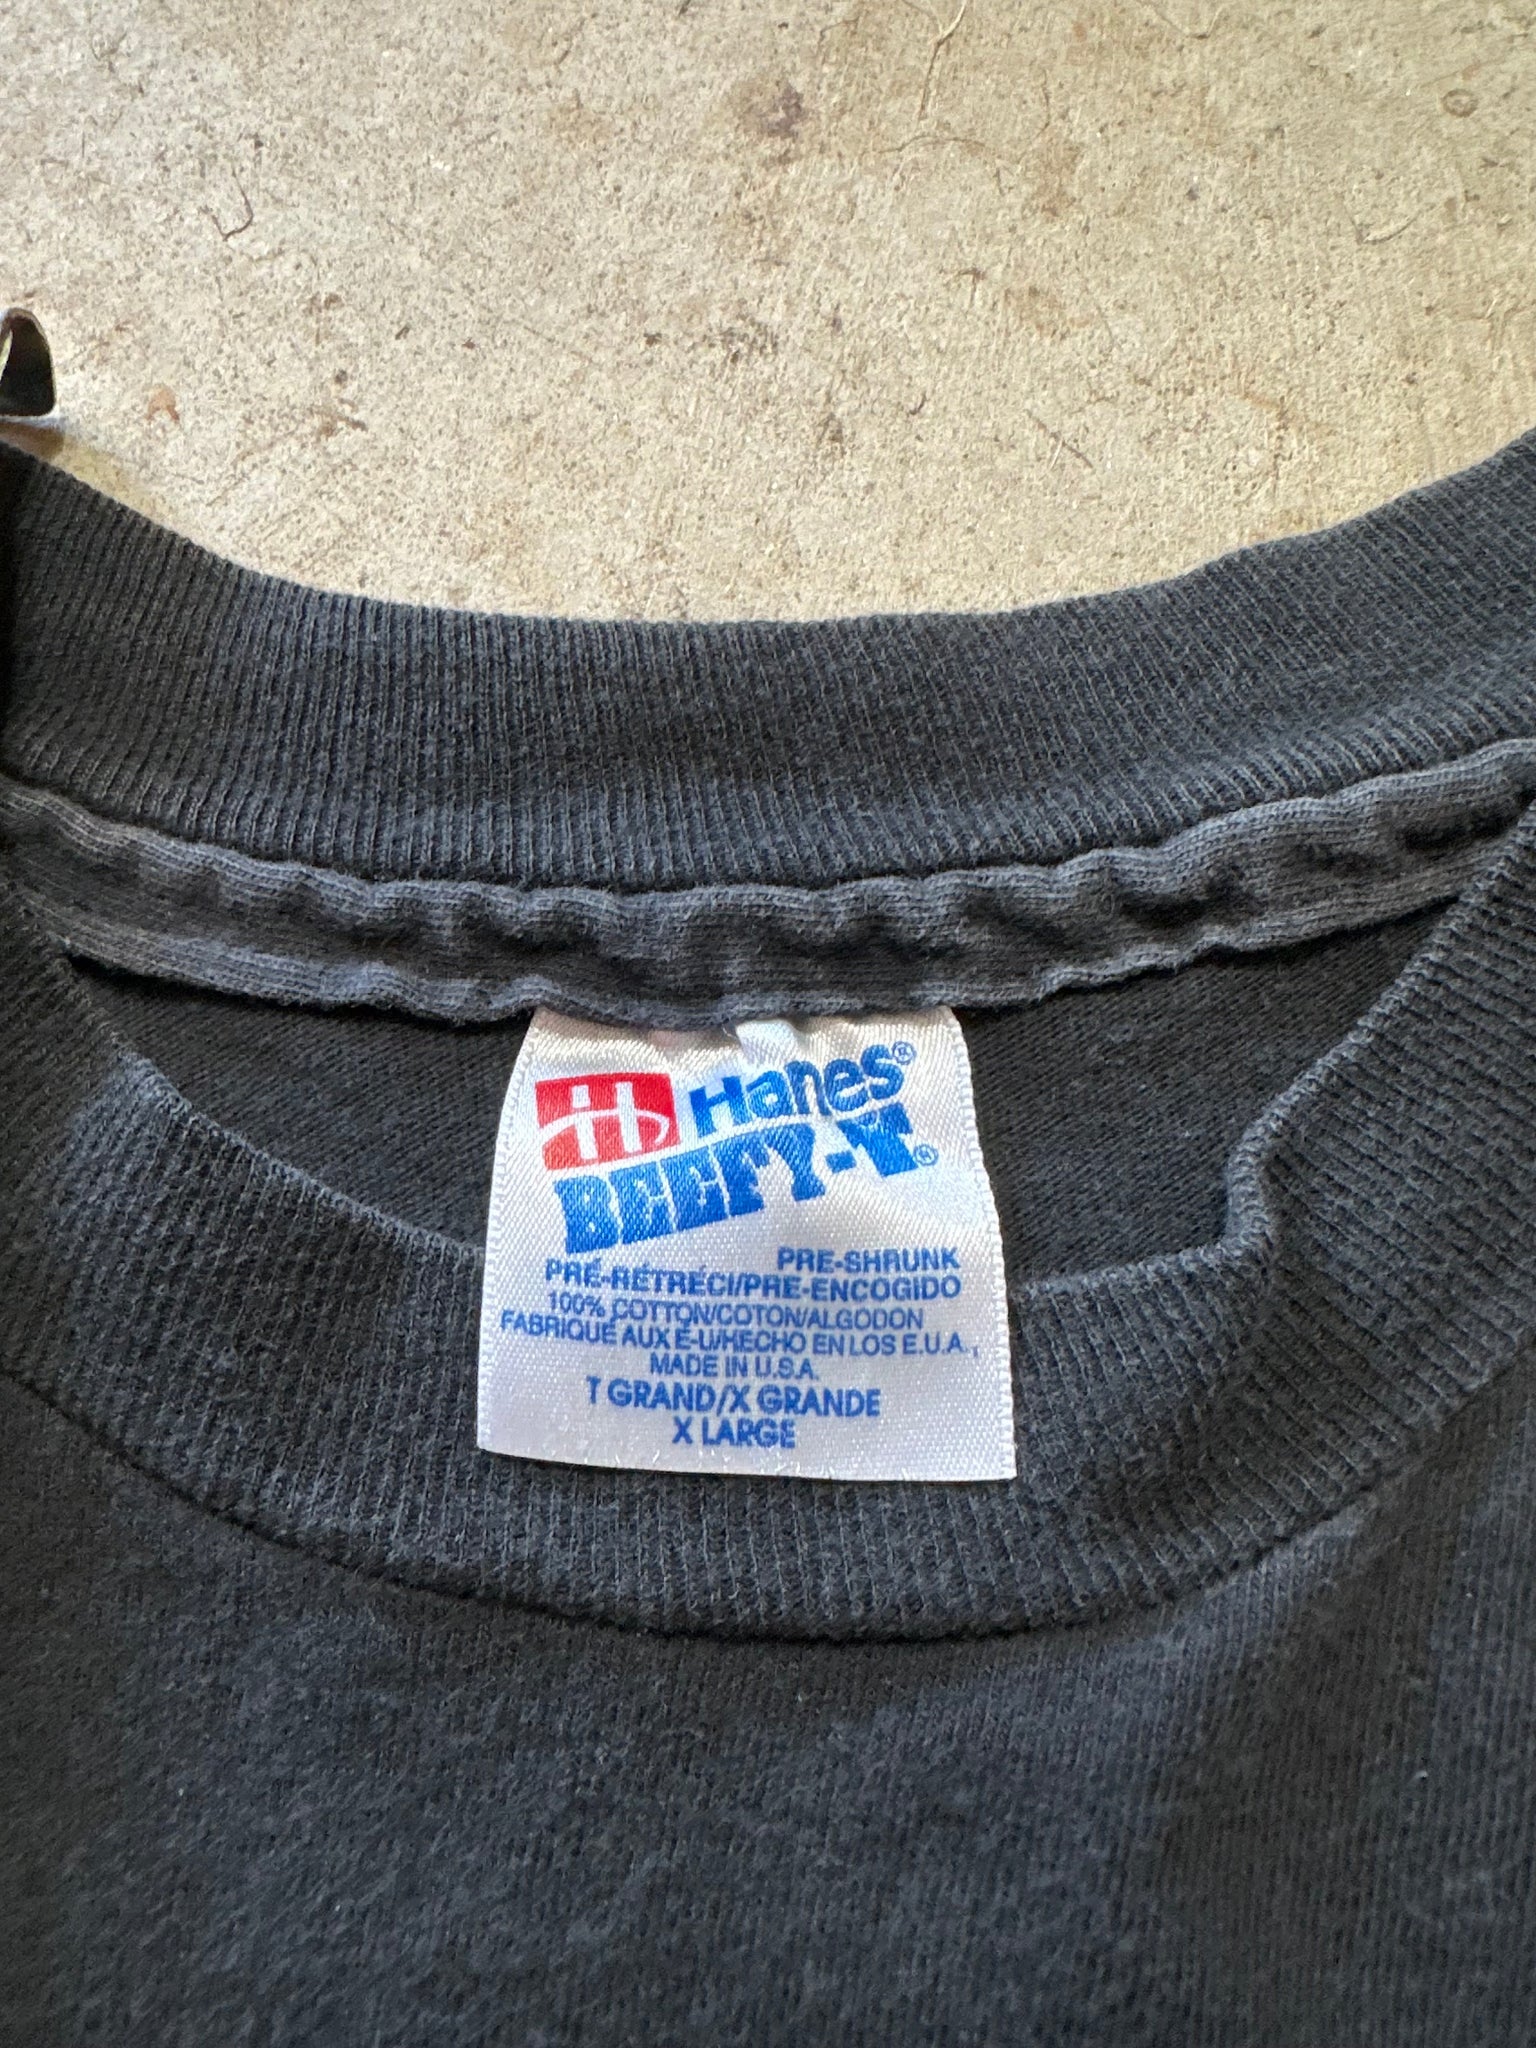 Hanes®
BEEFY-T®
PRE-SHRUNK
PRÉ-RÉTRÉCI/PRE-ENCOGIDO
100% COTTON/COTON/ALGODON
FABRIQUÉ AUX É-U/HECHO EN LOS E.U.A.,
MADE IN U.S.A.
T GRAND/X GRANDE
X LARGE